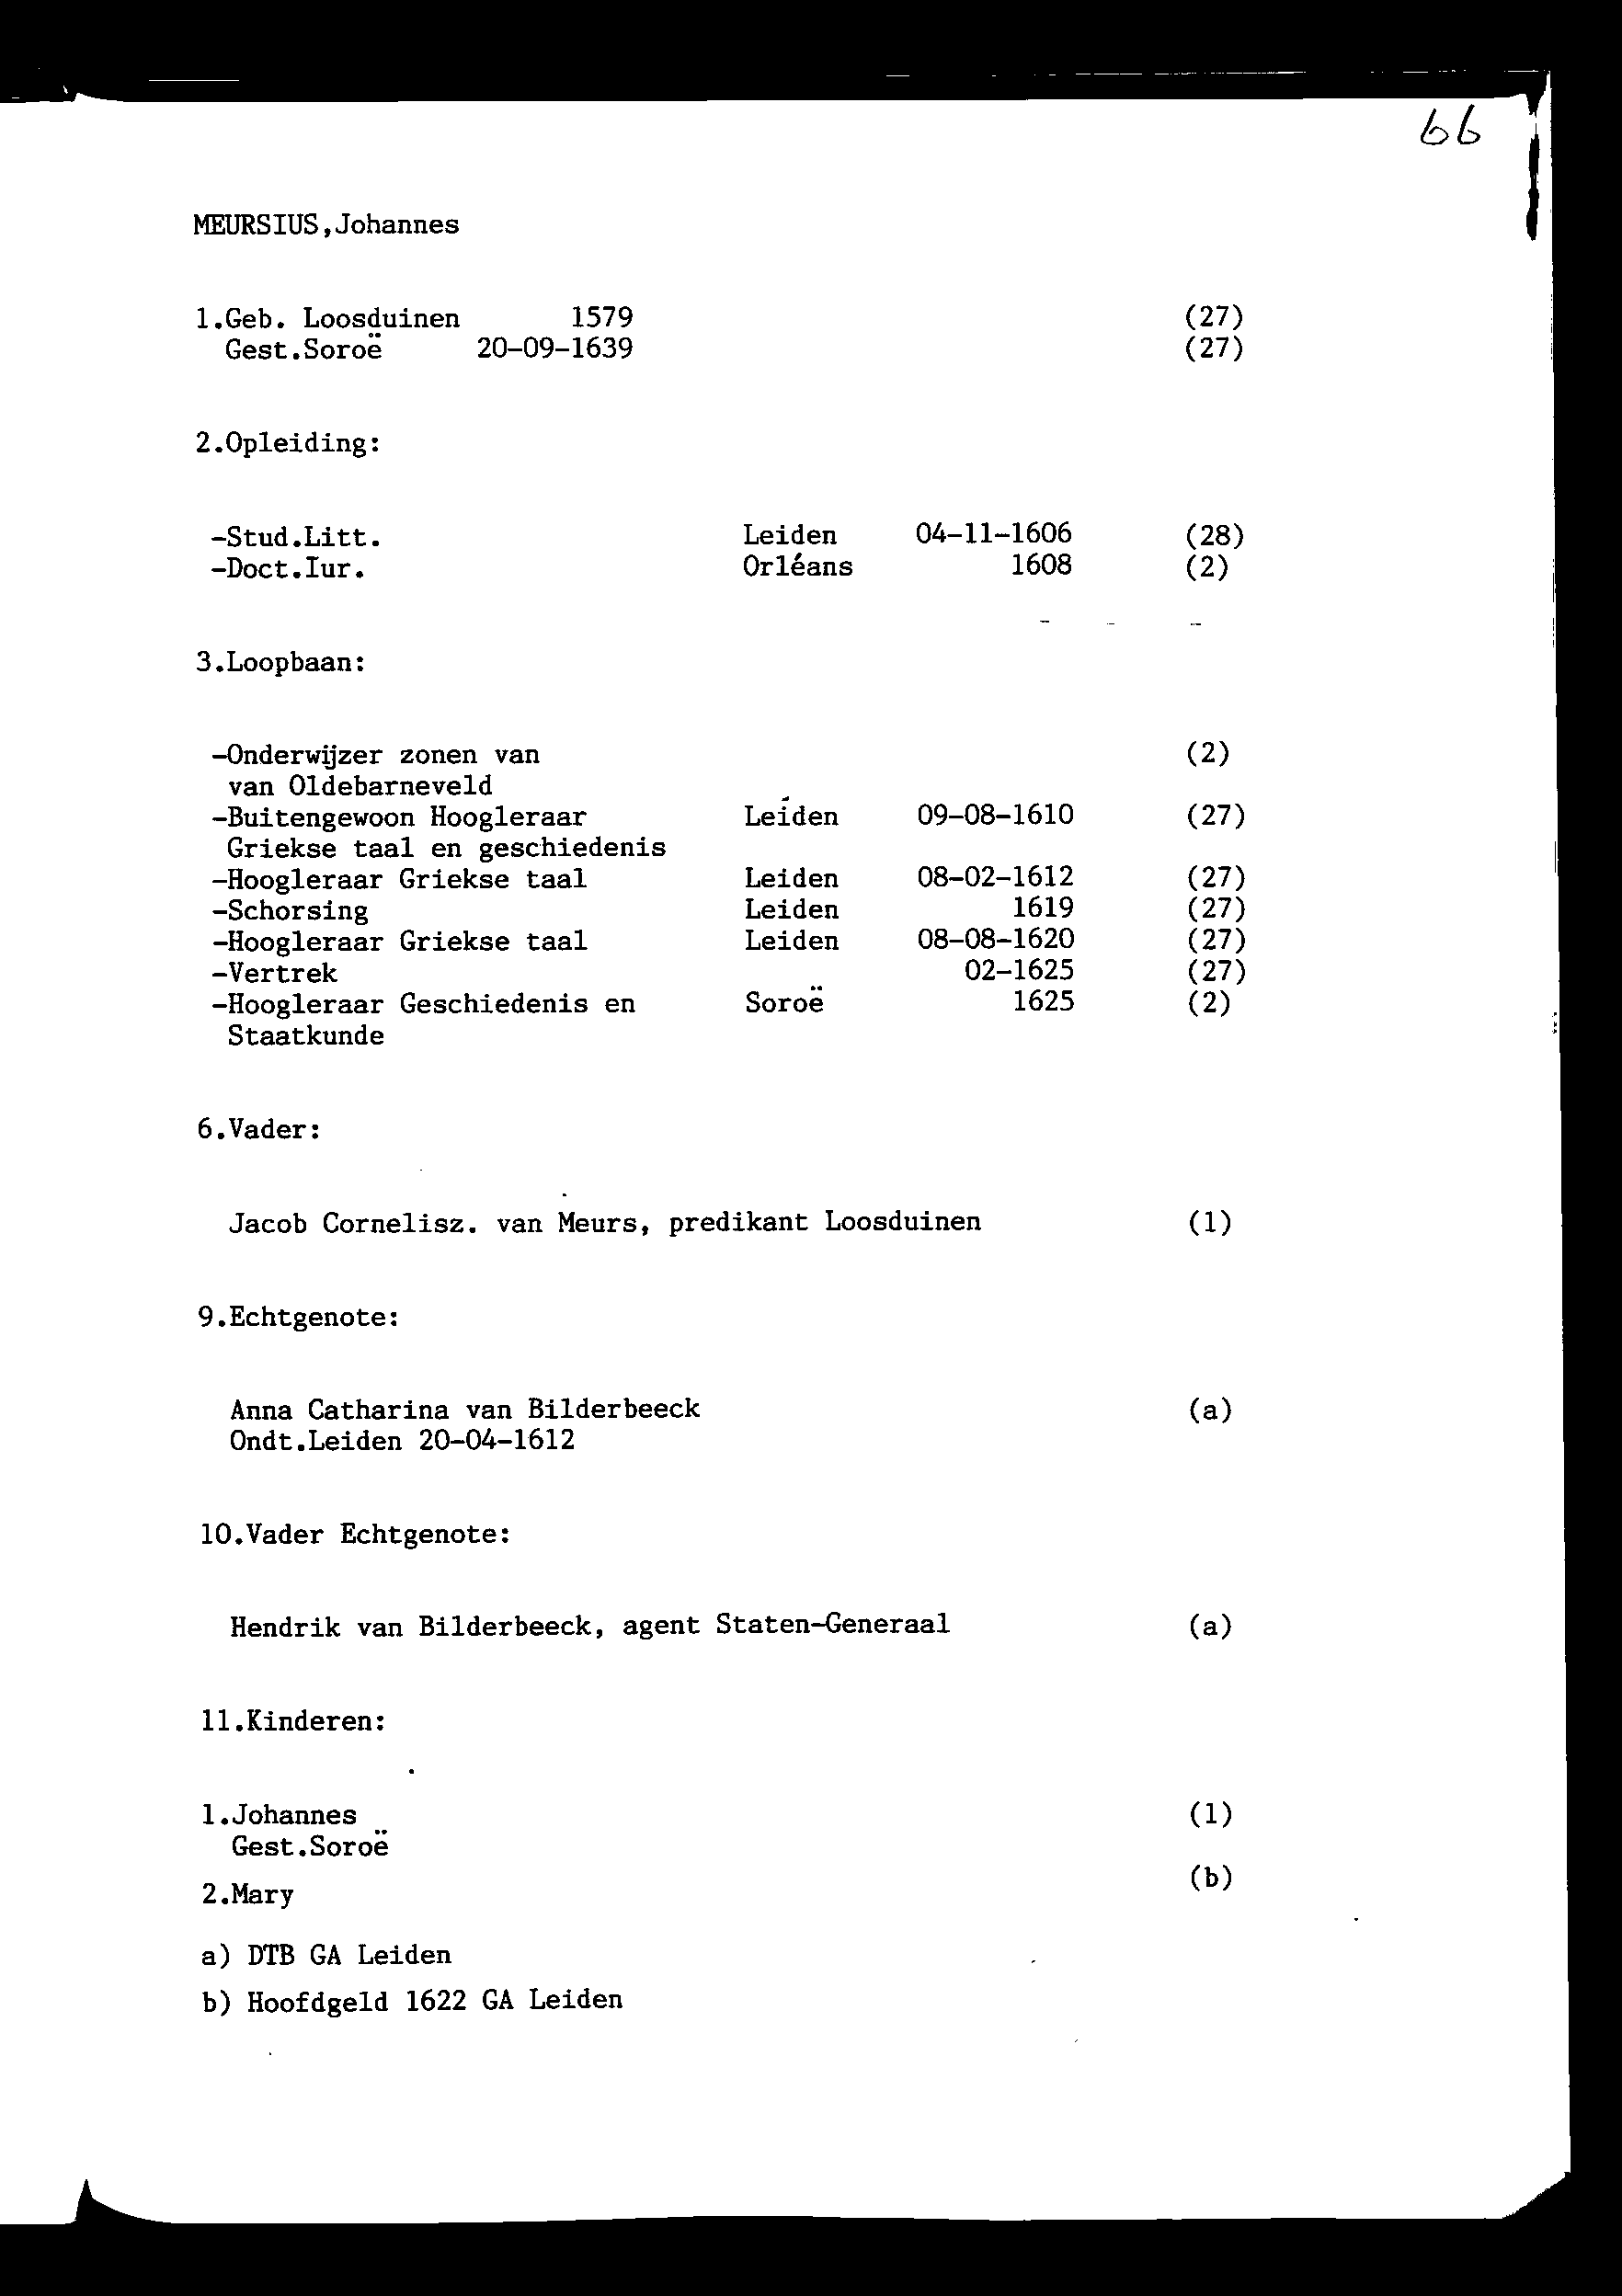 66
MEURSIUS,Johannes
1.Geb. Loosduinen 1579 (27)
Gest.Soroë 20-09-1639 (27)
2.Opleiding:
-Stud.Litt. Leiden 04-11-1606 (28)
-Doct.Iur. Orléans 1608 (2)
3.Loopbaan:
-Onderwijzer zonen van (2)
van Oldebarneveld
-Buitengewoon Hoogleraar Leiden 09-08-1610 (27)
Griekse taal en geschiedenis
-Hoogleraar Griekse taal Leiden 08-02-1612 (27)
-Schorsing Leiden 1619 (27)
-Hoogleraar Griekse taal Leiden 08-08-1620 (27)
-Vertrek 02-1625 (27)
-Hoogleraar Geschiedenis en Soroë 1625 (2)
Staatkunde
6.Vader:
Jacob Cornelisz. van Meurs, predikant Loosduinen (1)
9.Echtgenote:
Anna Catharina van Bilderbeeck (a)
Ondt.Leiden 20-04-1612
10.Vader Echtgenote:
Hendrik van Bilderbeeck, agent Staten-Generaal (a)
11.Kinderen:
1.Johannes (1)
Gest.Soroë
2.Mary (b)
a) DTB GA Leiden
b) Hoofdgeld 1622 GA Leiden